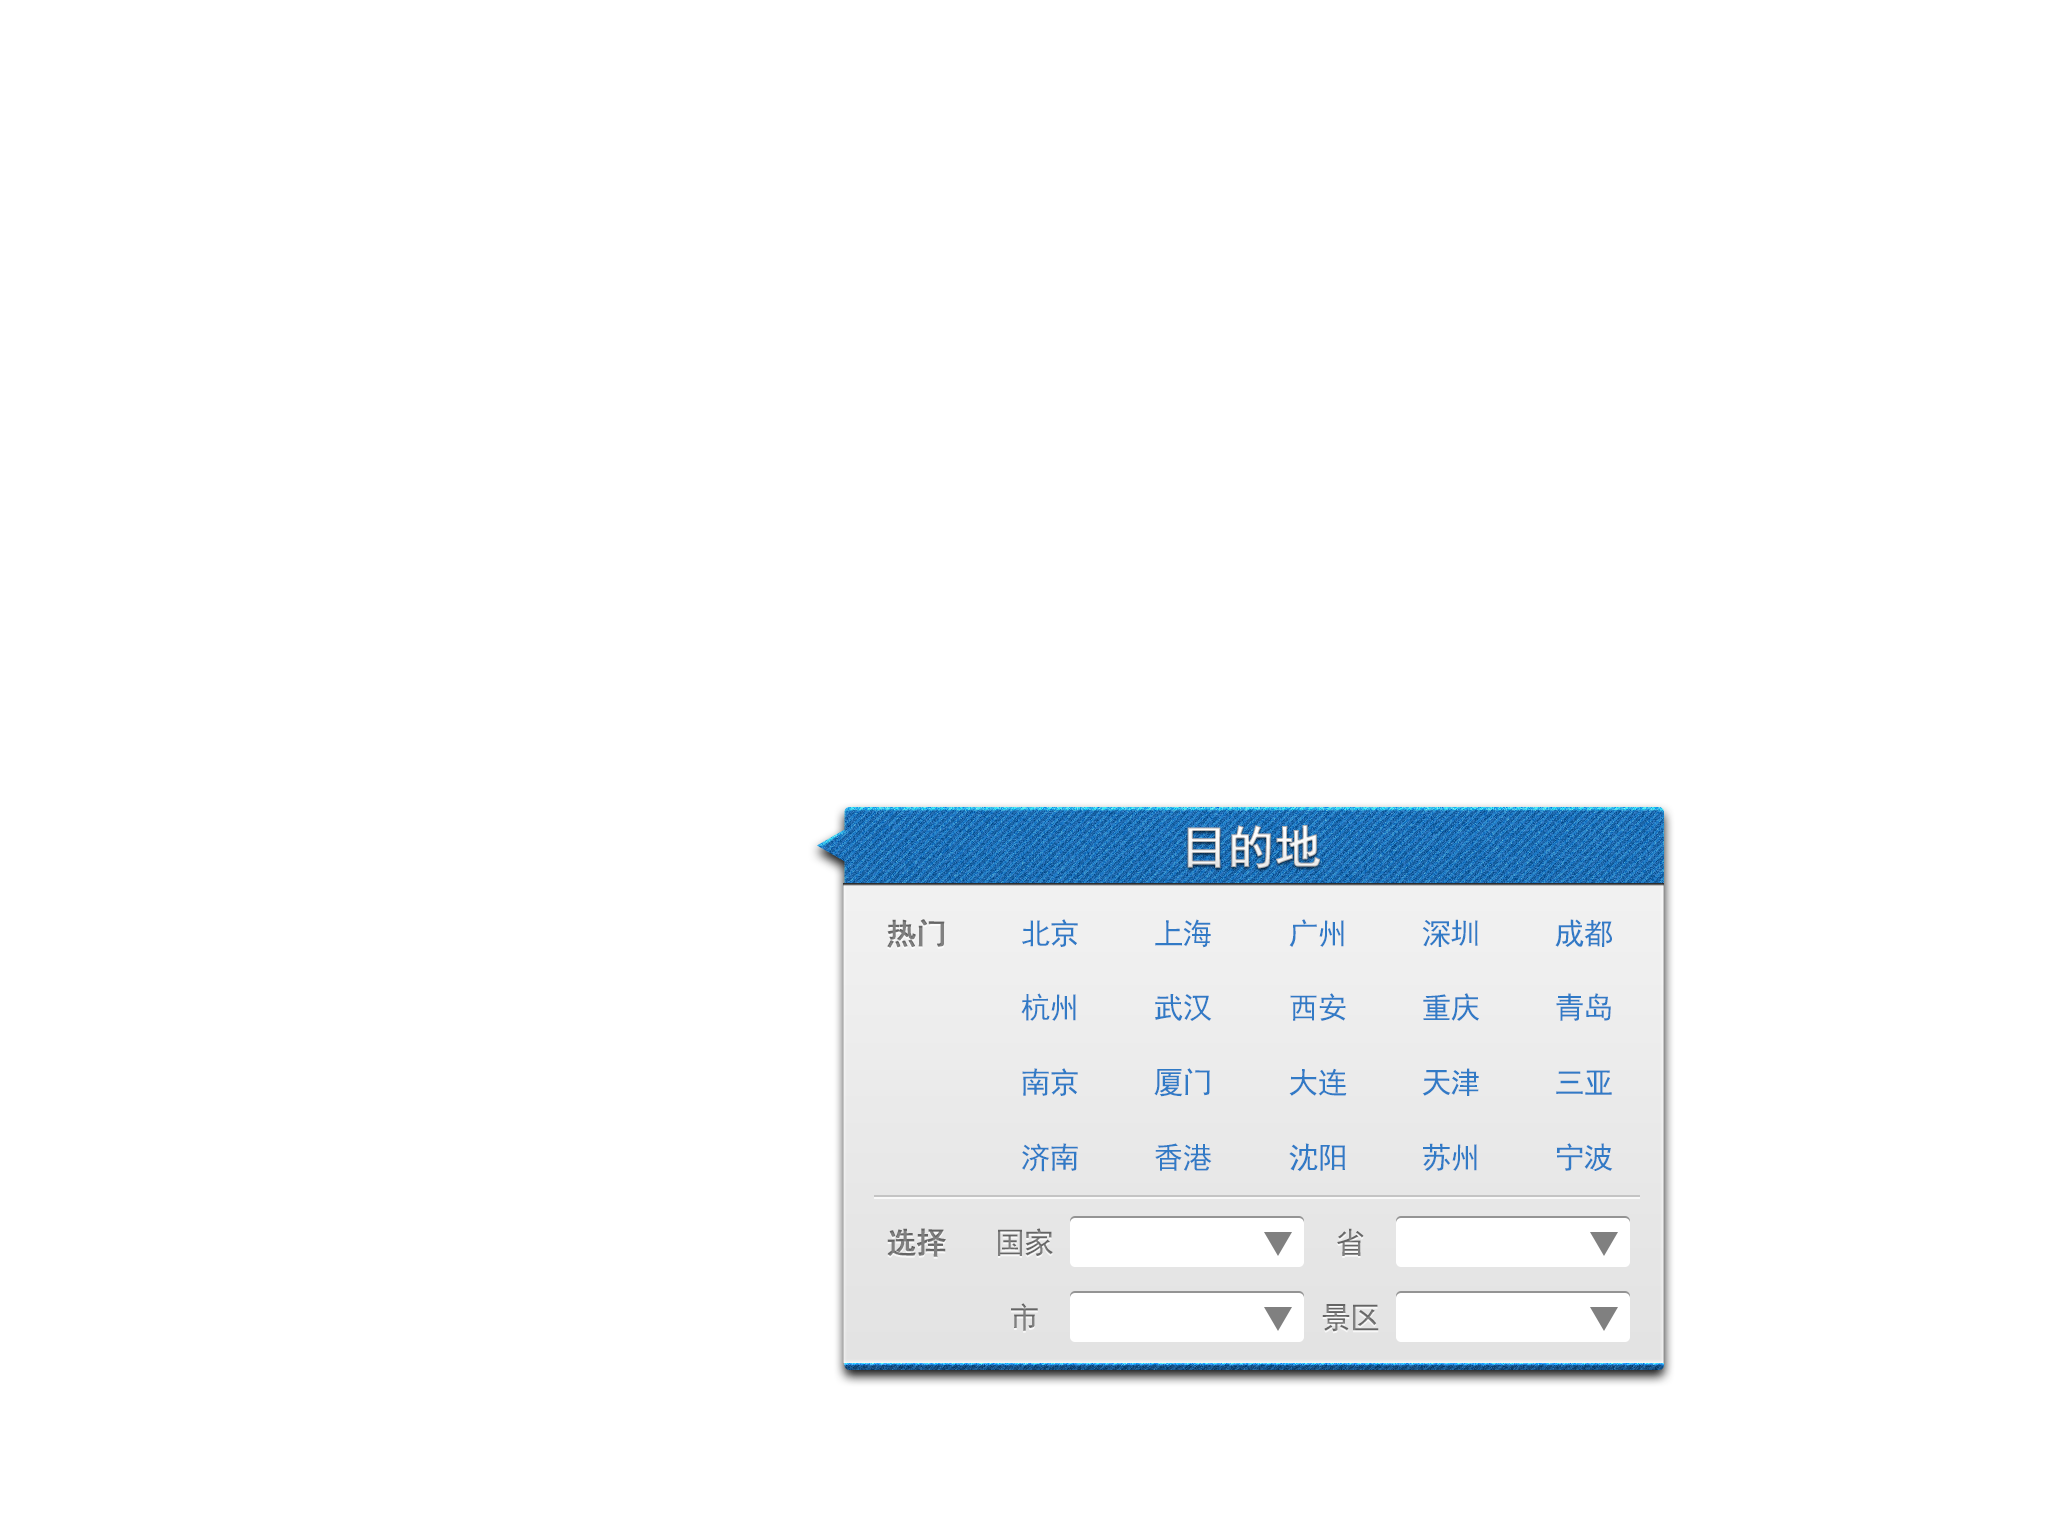 目的地
热门 北京 上海 广州 深圳 成都
杭州 武汉 西安 重庆 青岛
南京 厦门 大连 天津 三亚
济南 香港 沈阳 苏州 宁波
选择 国家 省
市 景区